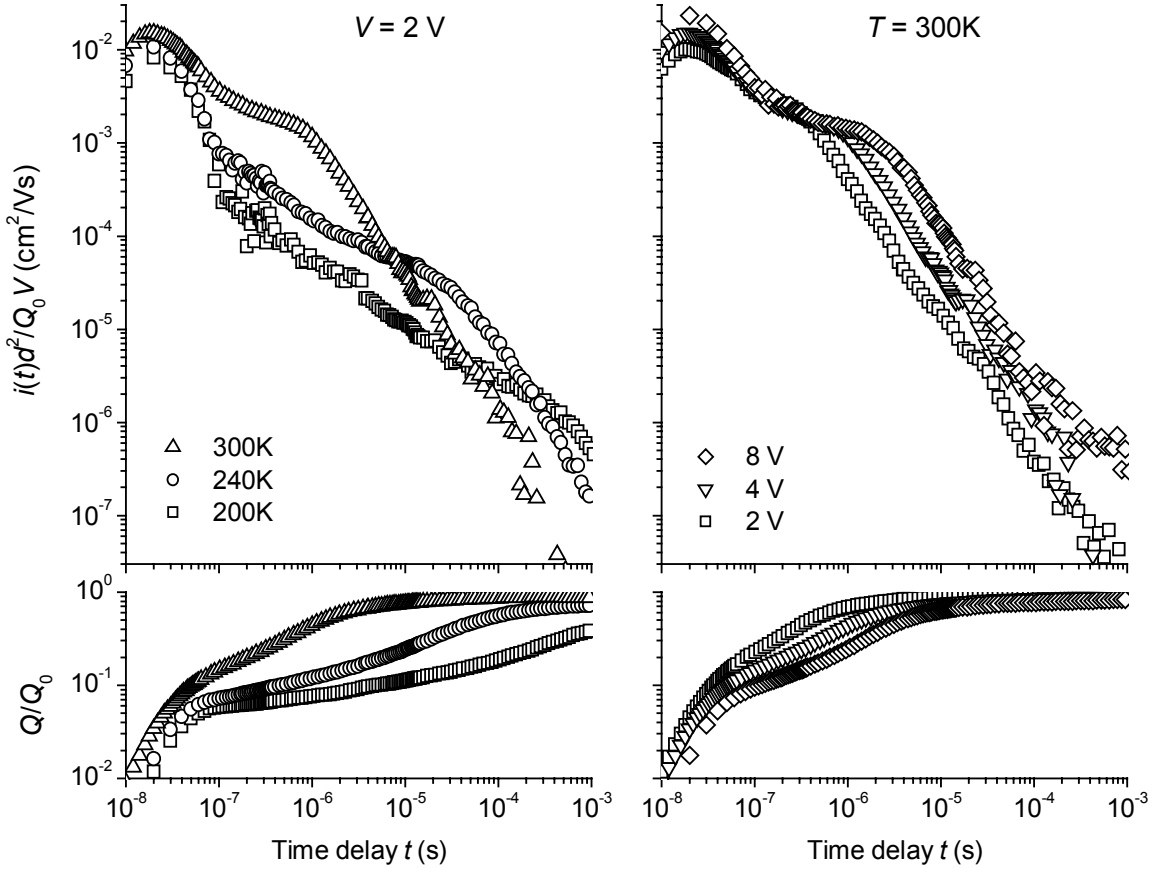 V = 2 V
T = 300K
i(t)d²/Q₀ V (cm²/Vs)
10⁻²
10⁻³
10⁻⁴
10⁻⁵
10⁻⁶
10⁻⁷
300K
240K
200K
8 V
4 V
2 V
Q/Q₀
10⁰
10⁻¹
10⁻²
10⁻⁸ 10⁻⁷ 10⁻⁶ 10⁻⁵ 10⁻⁴ 10⁻³
10⁻⁸ 10⁻⁷ 10⁻⁶ 10⁻⁵ 10⁻⁴ 10⁻³
Time delay t (s)
Time delay t (s)